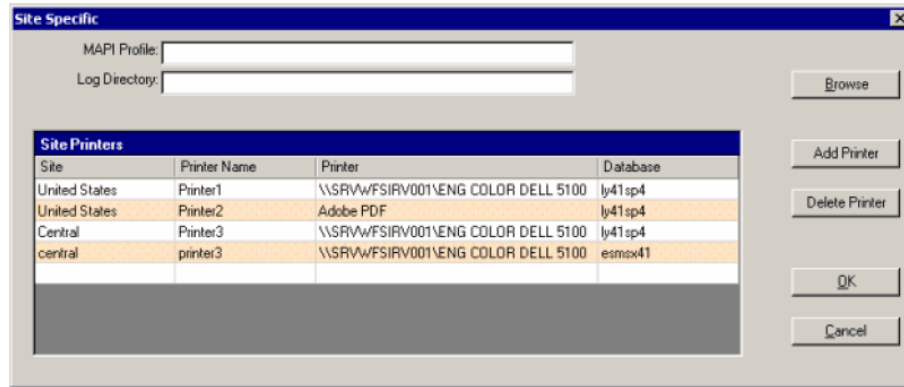 Site Specific
MAPI Profile:
Log Directory:
Browse
Site Printers
Site Printer Name Printer Database
United States Printer1 \\SRVWFSIRV001\ENG COLOR DELL 5100 ly41sp4
United States Printer2 Adobe PDF ly41sp4
Central Printer3 \\SRVWFSIRV001\ENG COLOR DELL 5100 ly41sp4
central printer3 \\SRVWFSIRV001\ENG COLOR DELL 5100 esmsx41
Add Printer
Delete Printer
OK
Cancel